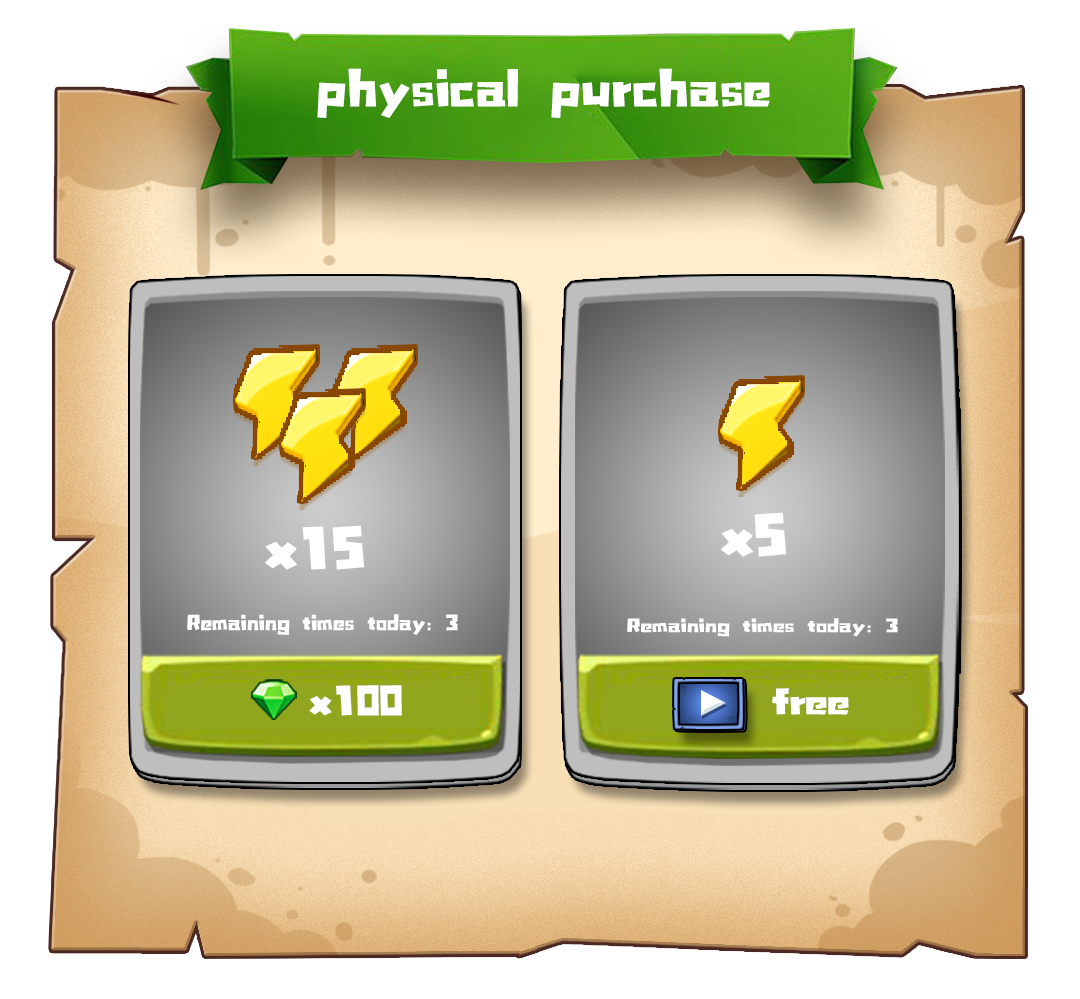 physical purchase
x15
Remaining times today: 3
x100
x5
Remaining times today: 3
free